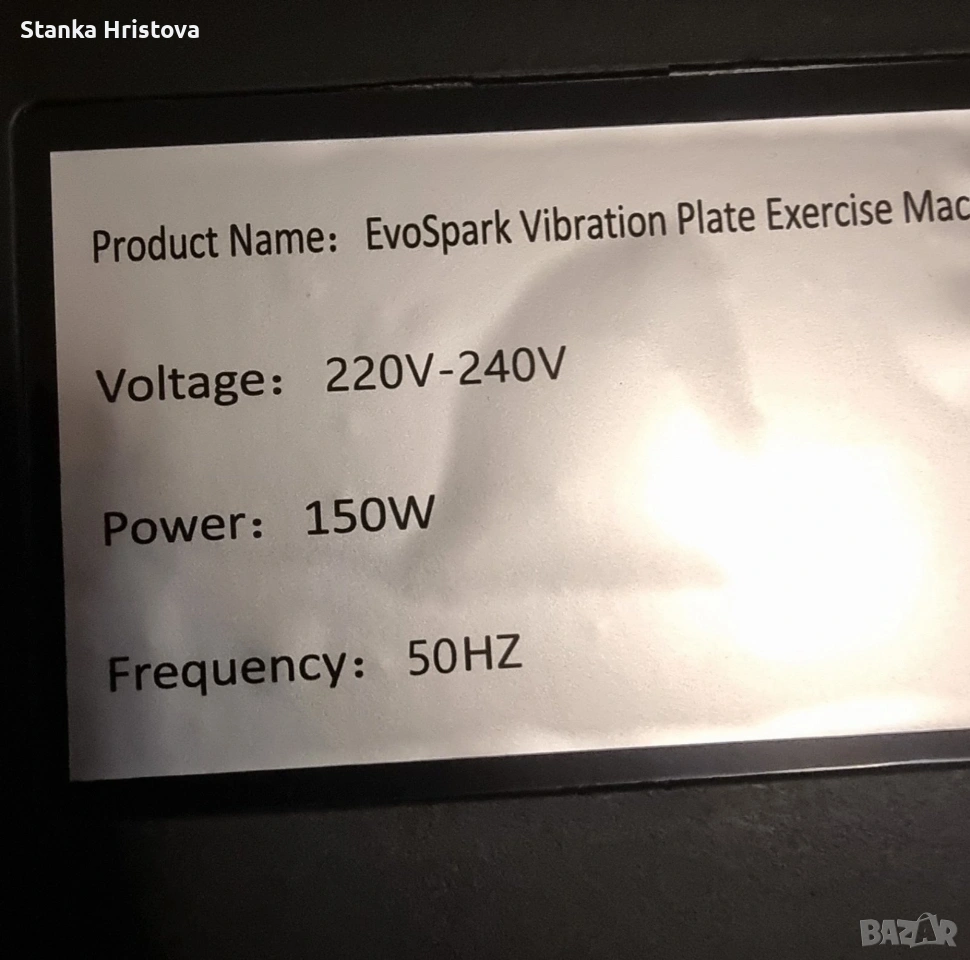 Stanka Hristova
Product Name： EvoSpark Vibration Plate Exercise Mac
Voltage： 220V-240V
Power： 150W
Frequency： 50HZ
BAZAR